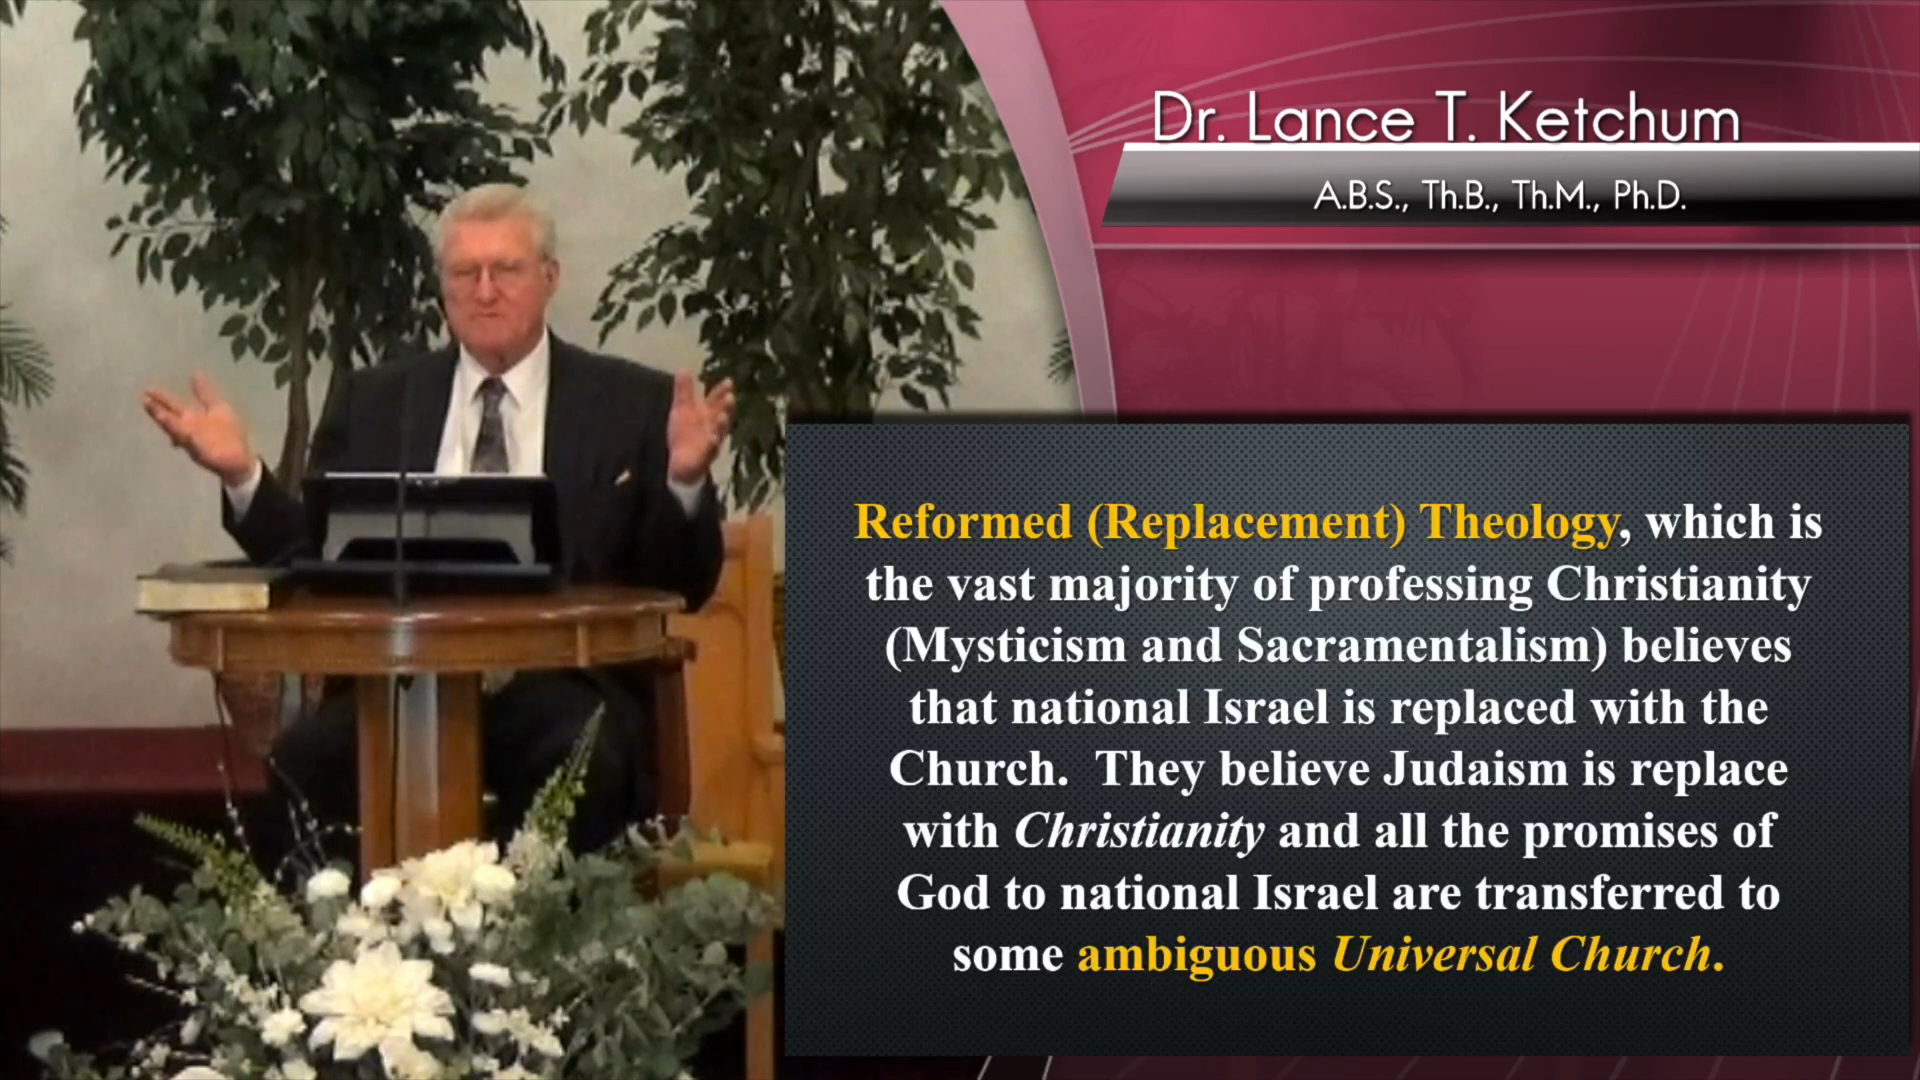 Dr. Lance T. Ketchum
A.B.S., Th.B., Th.M., Ph.D.
Reformed (Replacement) Theology, which is
the vast majority of professing Christianity
(Mysticism and Sacramentalism) believes
that national Israel is replaced with the
Church.  They believe Judaism is replace
with Christianity and all the promises of
God to national Israel are transferred to
some ambiguous Universal Church.